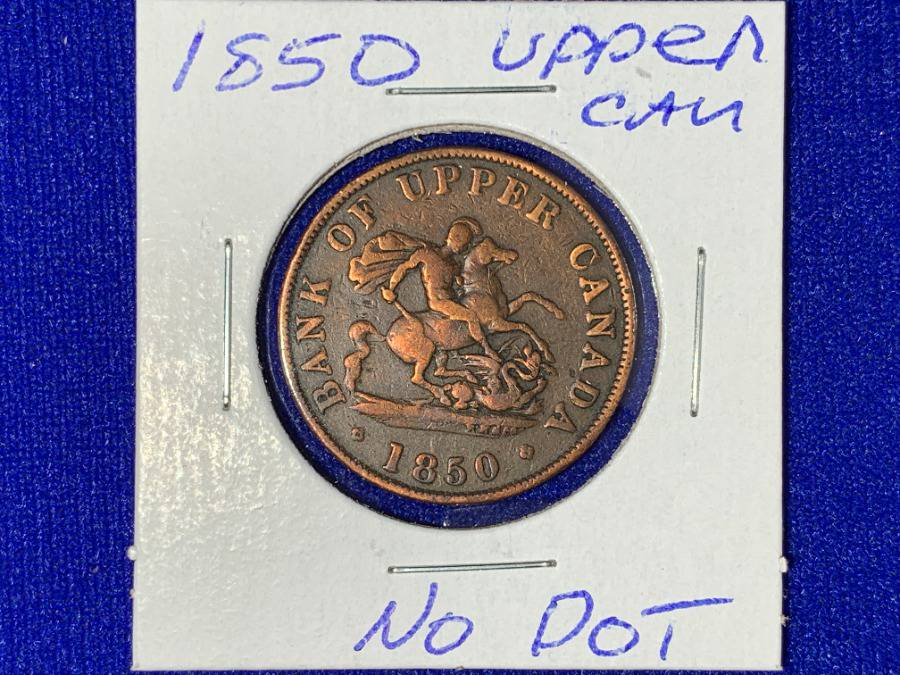 1850 Upper
CAN
BANK OF UPPER CANADA
1850
NO DOT